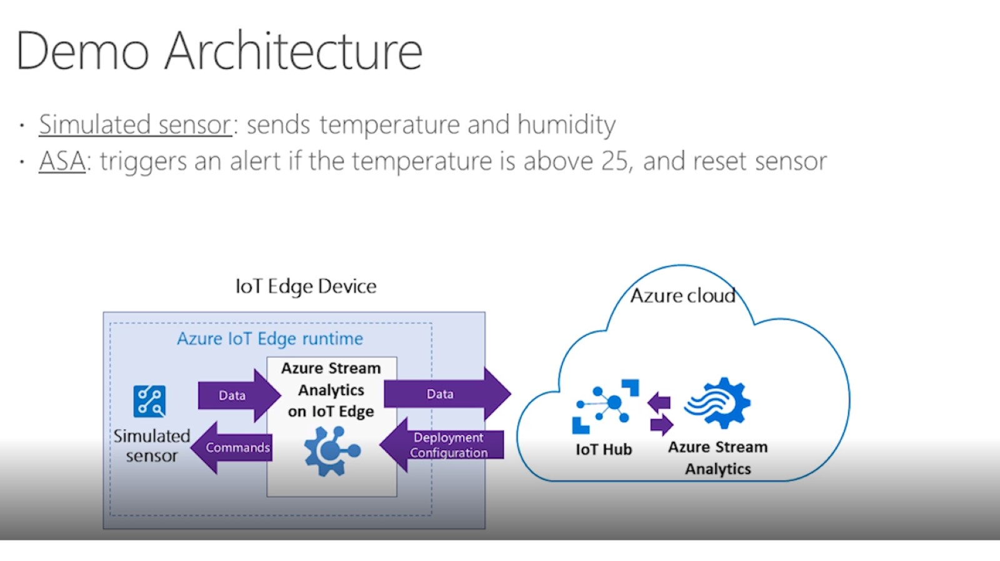 Demo Architecture
· Simulated sensor: sends temperature and humidity
· ASA: triggers an alert if the temperature is above 25, and reset sensor
IoT Edge Device
Azure IoT Edge runtime
Simulated
sensor
Data
Commands
Azure Stream
Analytics
on IoT Edge
Data
Deployment
Configuration
Azure cloud
IoT Hub
Azure Stream
Analytics